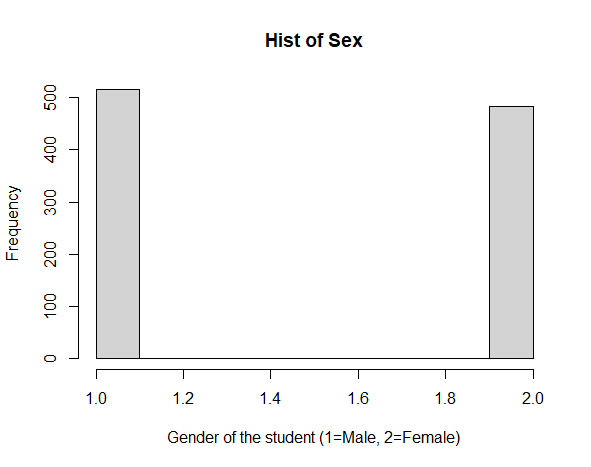 Hist of Sex
Frequency
500
400
300
200
100
0
1.0 1.2 1.4 1.6 1.8 2.0
Gender of the student (1=Male, 2=Female)